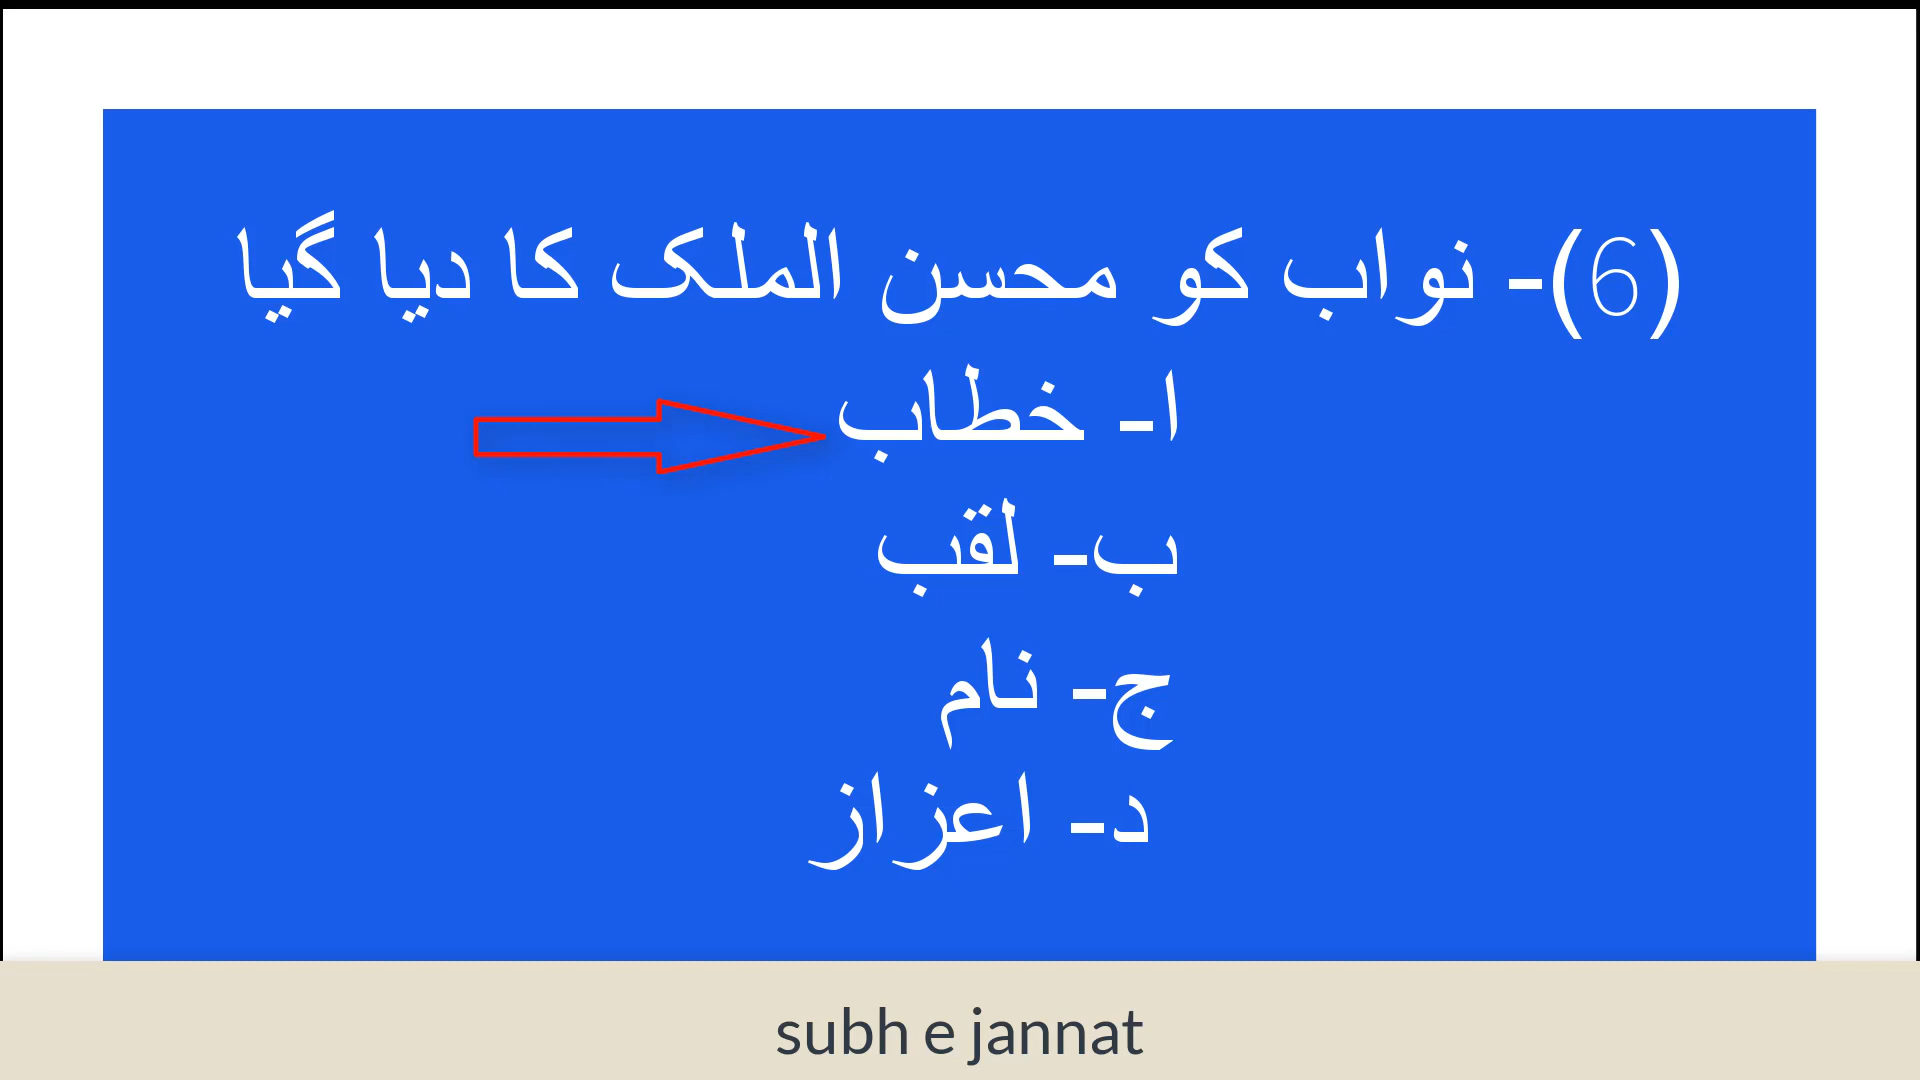 (6)- نواب کو محسن الملک کا دیا گیا
ا- خطاب
ب- لقب
ج- نام
د- اعزاز
subh e jannat